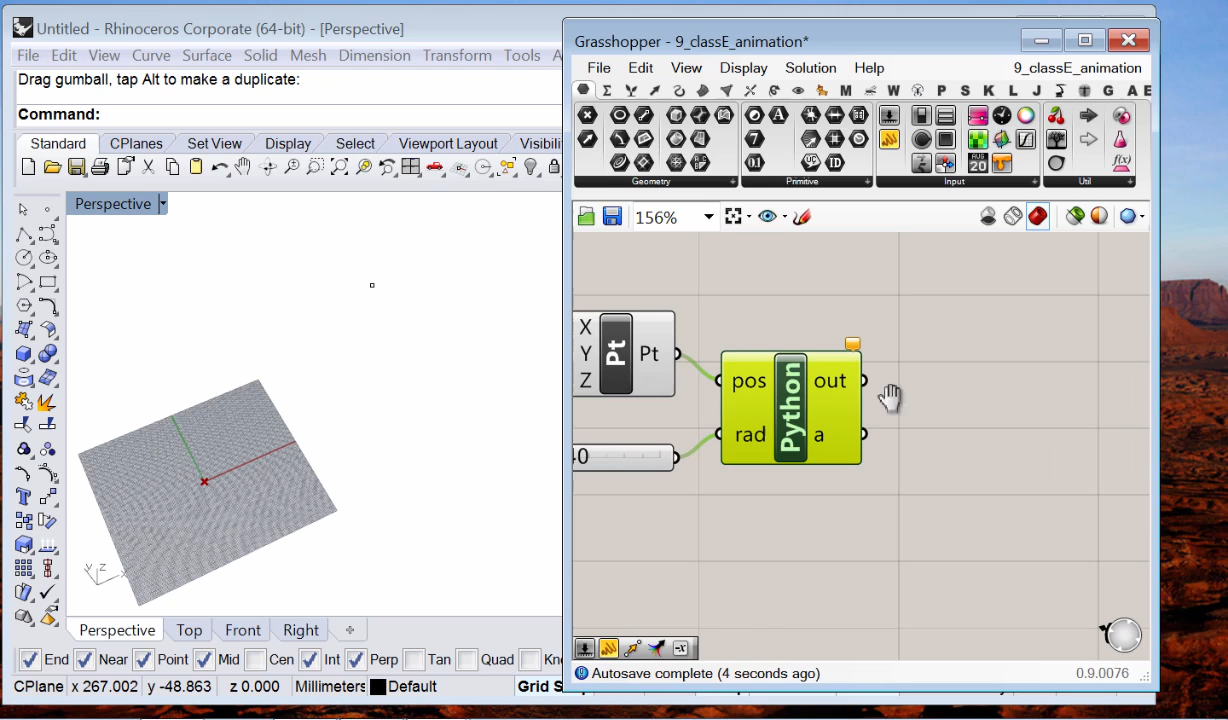 Untitled - Rhinoceros Corporate (64-bit) - [Perspective]
File Edit View Curve Surface Solid Mesh Dimension Transform Tools A
Drag gumball, tap Alt to make a duplicate:
Command:
Standard CPlanes Set View Display Select Viewport Layout Visibili
Perspective
Y Z
Perspective Top Front Right
End Near Point Mid Cen Int Perp Tan Quad Kn
CPlane x 267.002 y -48.863 z 0.000 Millimeters Default Grid S
Grasshopper - 9_classE_animation*
File Edit View Display Solution Help 9_classE_animation
Σ M W P S K L J G A E
Geometry Primitive Input Util
156%
X
Y
Z
Pt
Pt
0
pos
rad
Python
out
a
Autosave complete (4 seconds ago) 0.9.0076